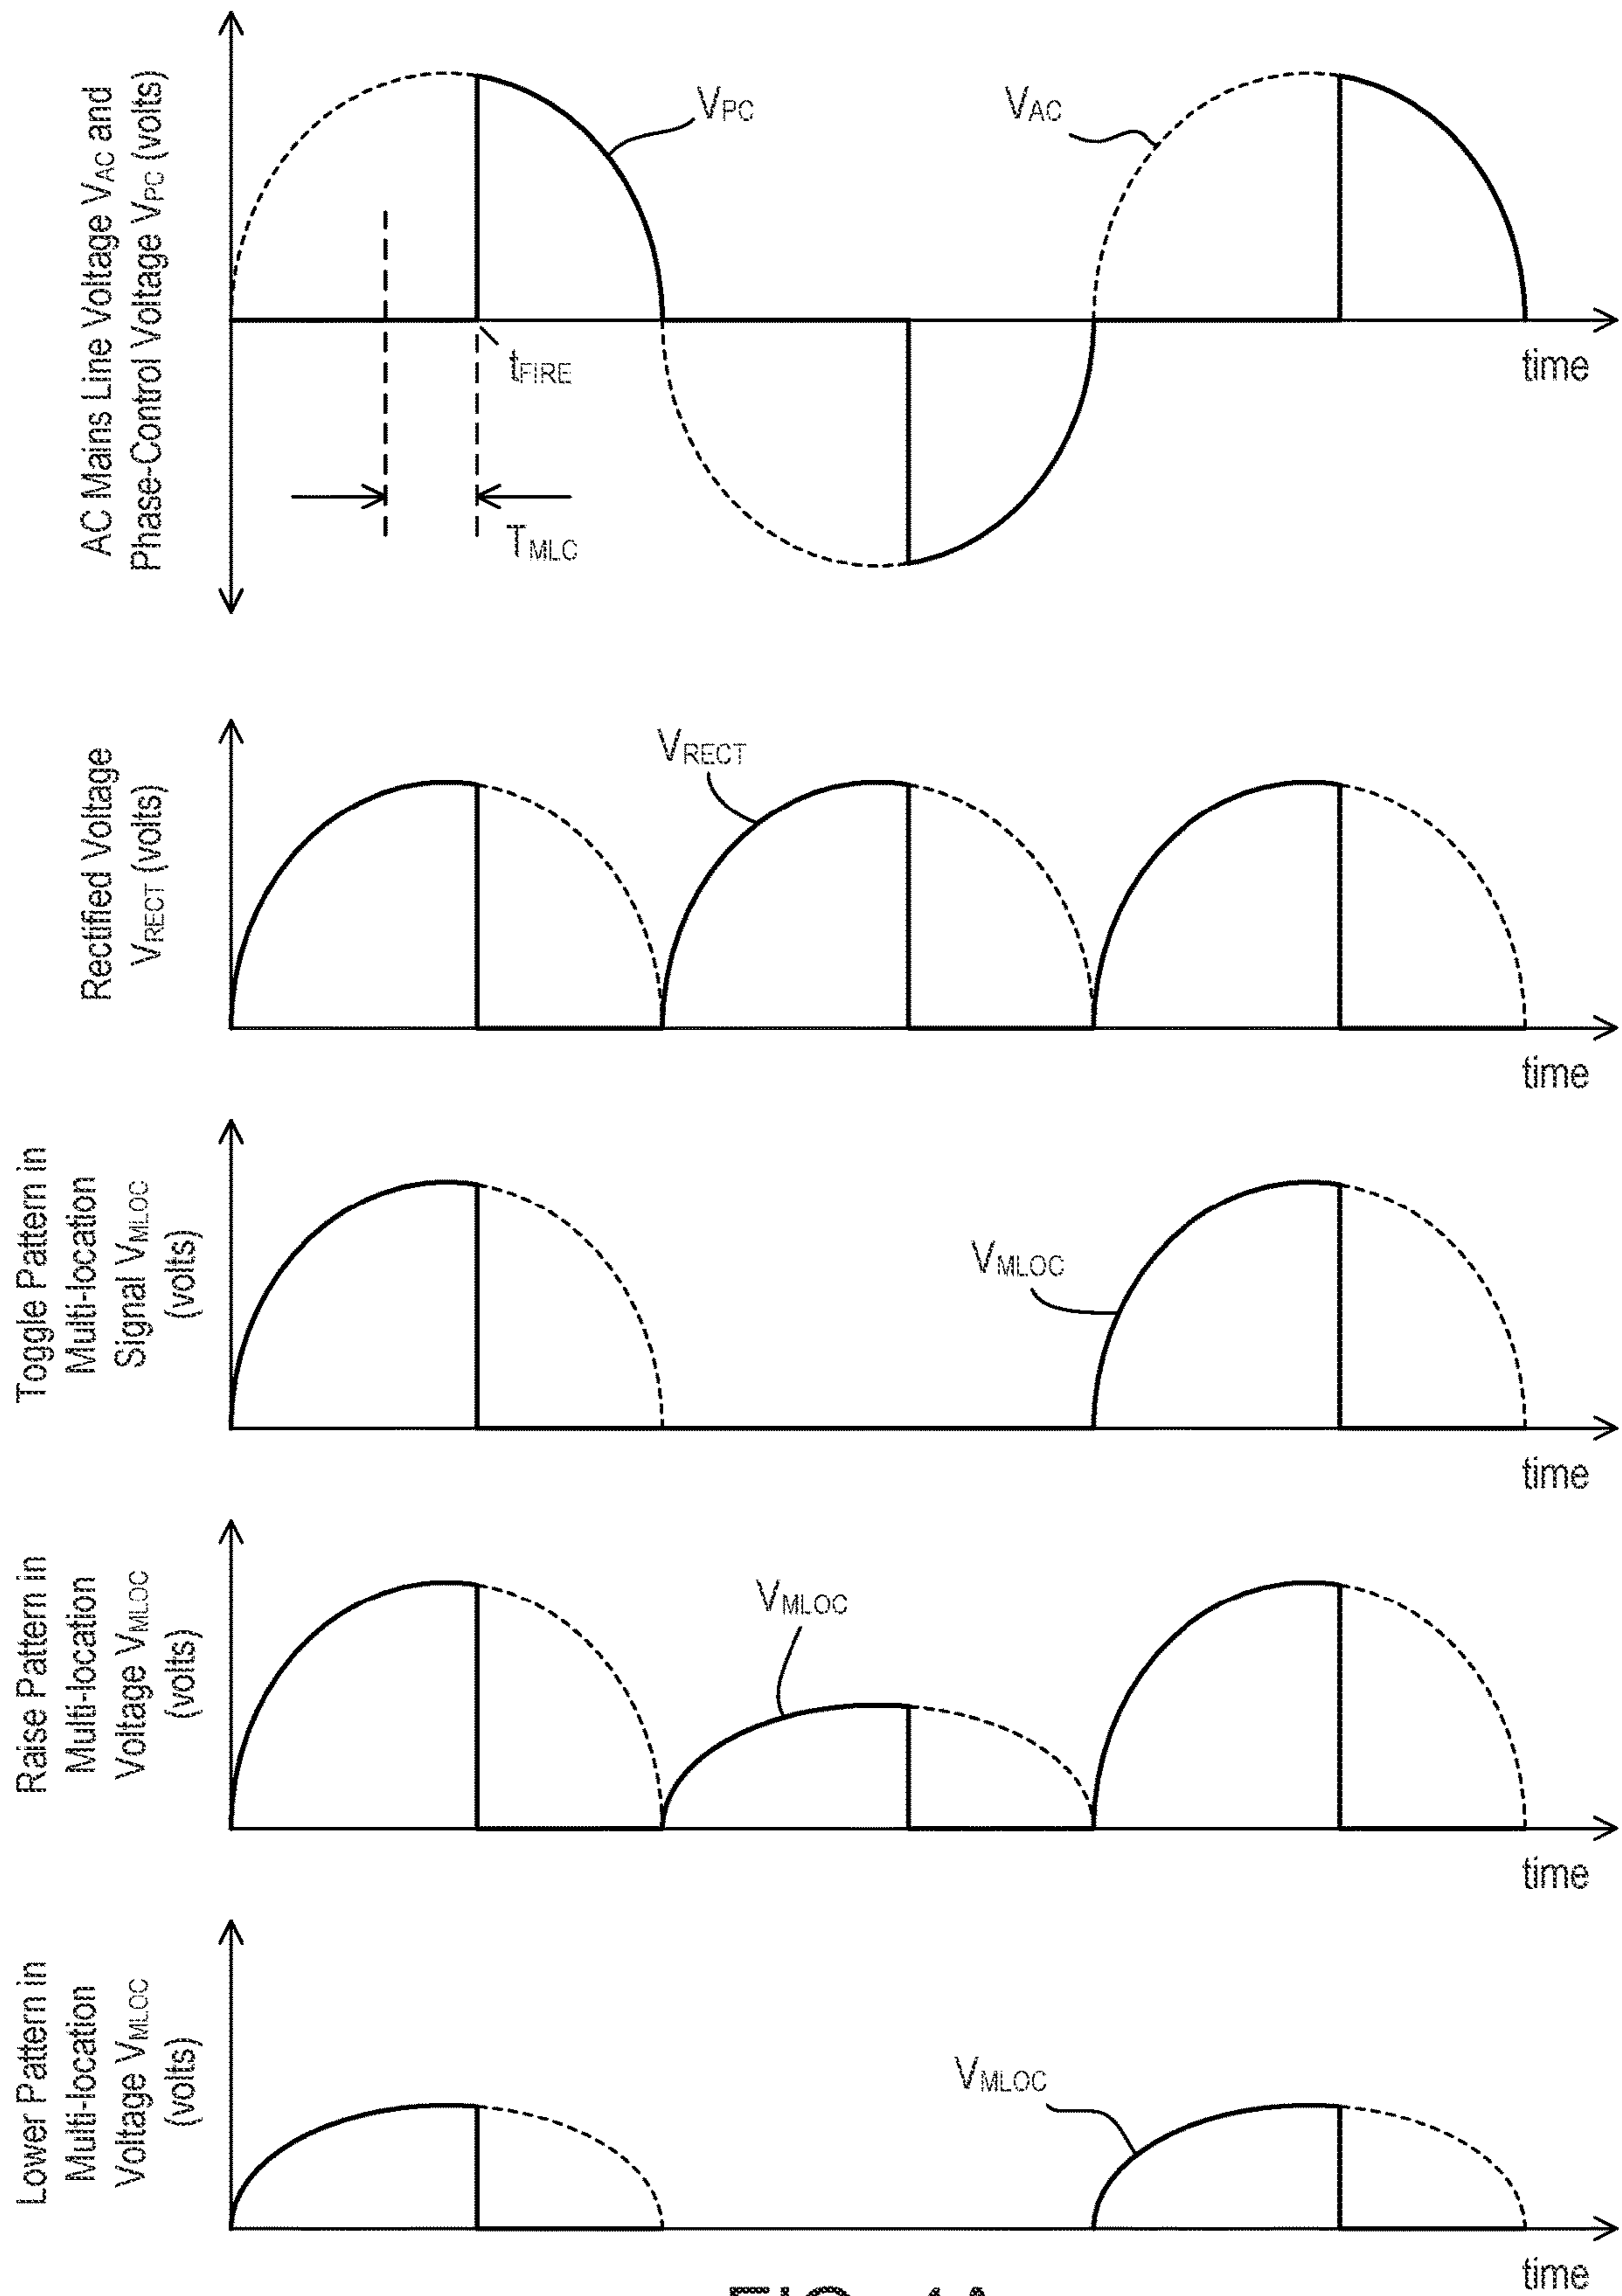 AC Mains Line Voltage VAC and
Phase-Control Voltage VPC (volts)
VPC
VAC
tFIRE
TMLC
time
Rectified Voltage
VRECT (volts)
VRECT
time
Toggle Pattern in
Multi-location
Signal VMLOC
(volts)
VMLOC
time
Raise Pattern in
Multi-location
Voltage VMLOC
(volts)
VMLOC
time
Lower Pattern in
Multi-location
Voltage VMLOC
(volts)
VMLOC
time